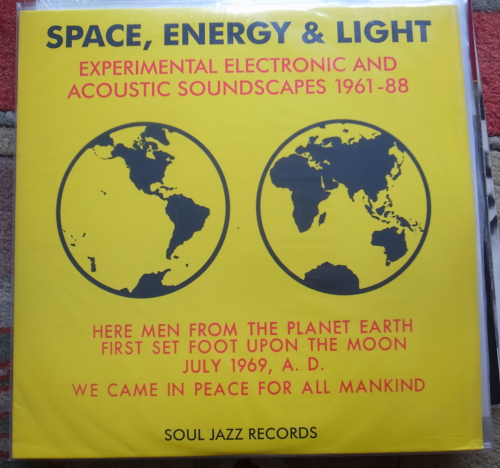 SPACE, ENERGY & LIGHT
EXPERIMENTAL ELECTRONIC AND
ACOUSTIC SOUNDSCAPES 1961-88
HERE MEN FROM THE PLANET EARTH
FIRST SET FOOT UPON THE MOON
JULY 1969, A. D.
WE CAME IN PEACE FOR ALL MANKIND
SOUL JAZZ RECORDS